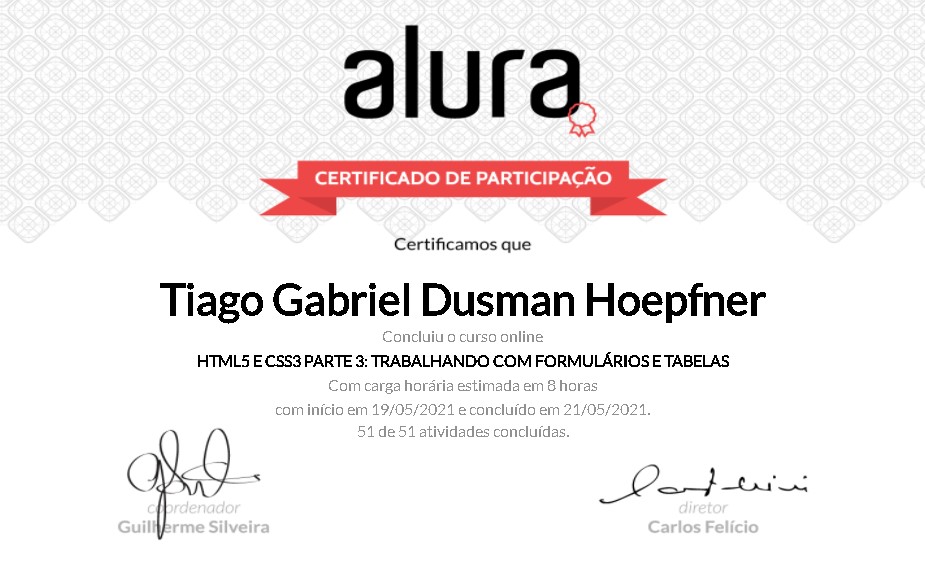 alura
CERTIFICADO DE PARTICIPAÇÃO
Certificamos que
Tiago Gabriel Dusman Hoepfner
Concluiu o curso online
HTML5 E CSS3 PARTE 3: TRABALHANDO COM FORMULÁRIOS E TABELAS
Com carga horária estimada em 8 horas
com início em 19/05/2021 e concluído em 21/05/2021.
51 de 51 atividades concluídas.
coordenador
Guilherme Silveira
diretor
Carlos Felício